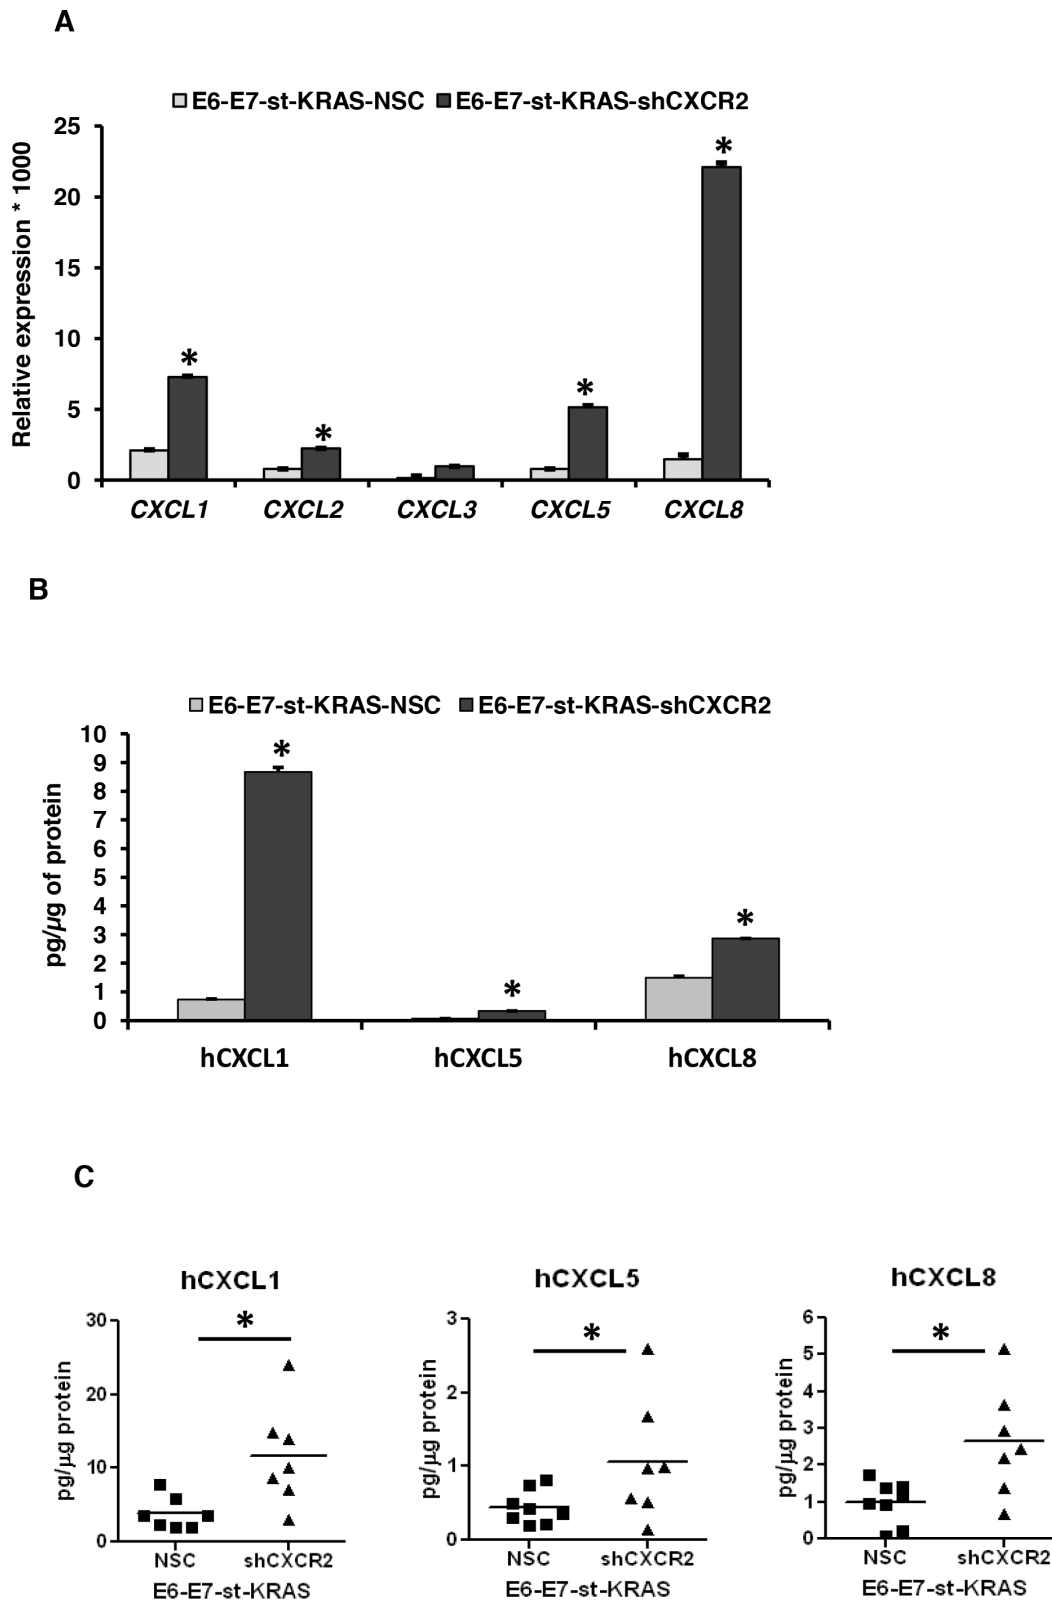 A
E6-E7-st-KRAS-NSC E6-E7-st-KRAS-shCXCR2
Relative expression * 1000
25
20
15
10
5
0
* * * *
CXCL1 CXCL2 CXCL3 CXCL5 CXCL8
B
E6-E7-st-KRAS-NSC E6-E7-st-KRAS-shCXCR2
pg/µg of protein
10
9
8
7
6
5
4
3
2
1
0
* * *
hCXCL1 hCXCL5 hCXCL8
C
hCXCL1
pg/µg protein
30
20
10
0
*
NSC shCXCR2
E6-E7-st-KRAS
hCXCL5
pg/µg protein
3
2
1
0
*
NSC shCXCR2
E6-E7-st-KRAS
hCXCL8
pg/µg protein
6
5
4
3
2
1
0
*
NSC shCXCR2
E6-E7-st-KRAS